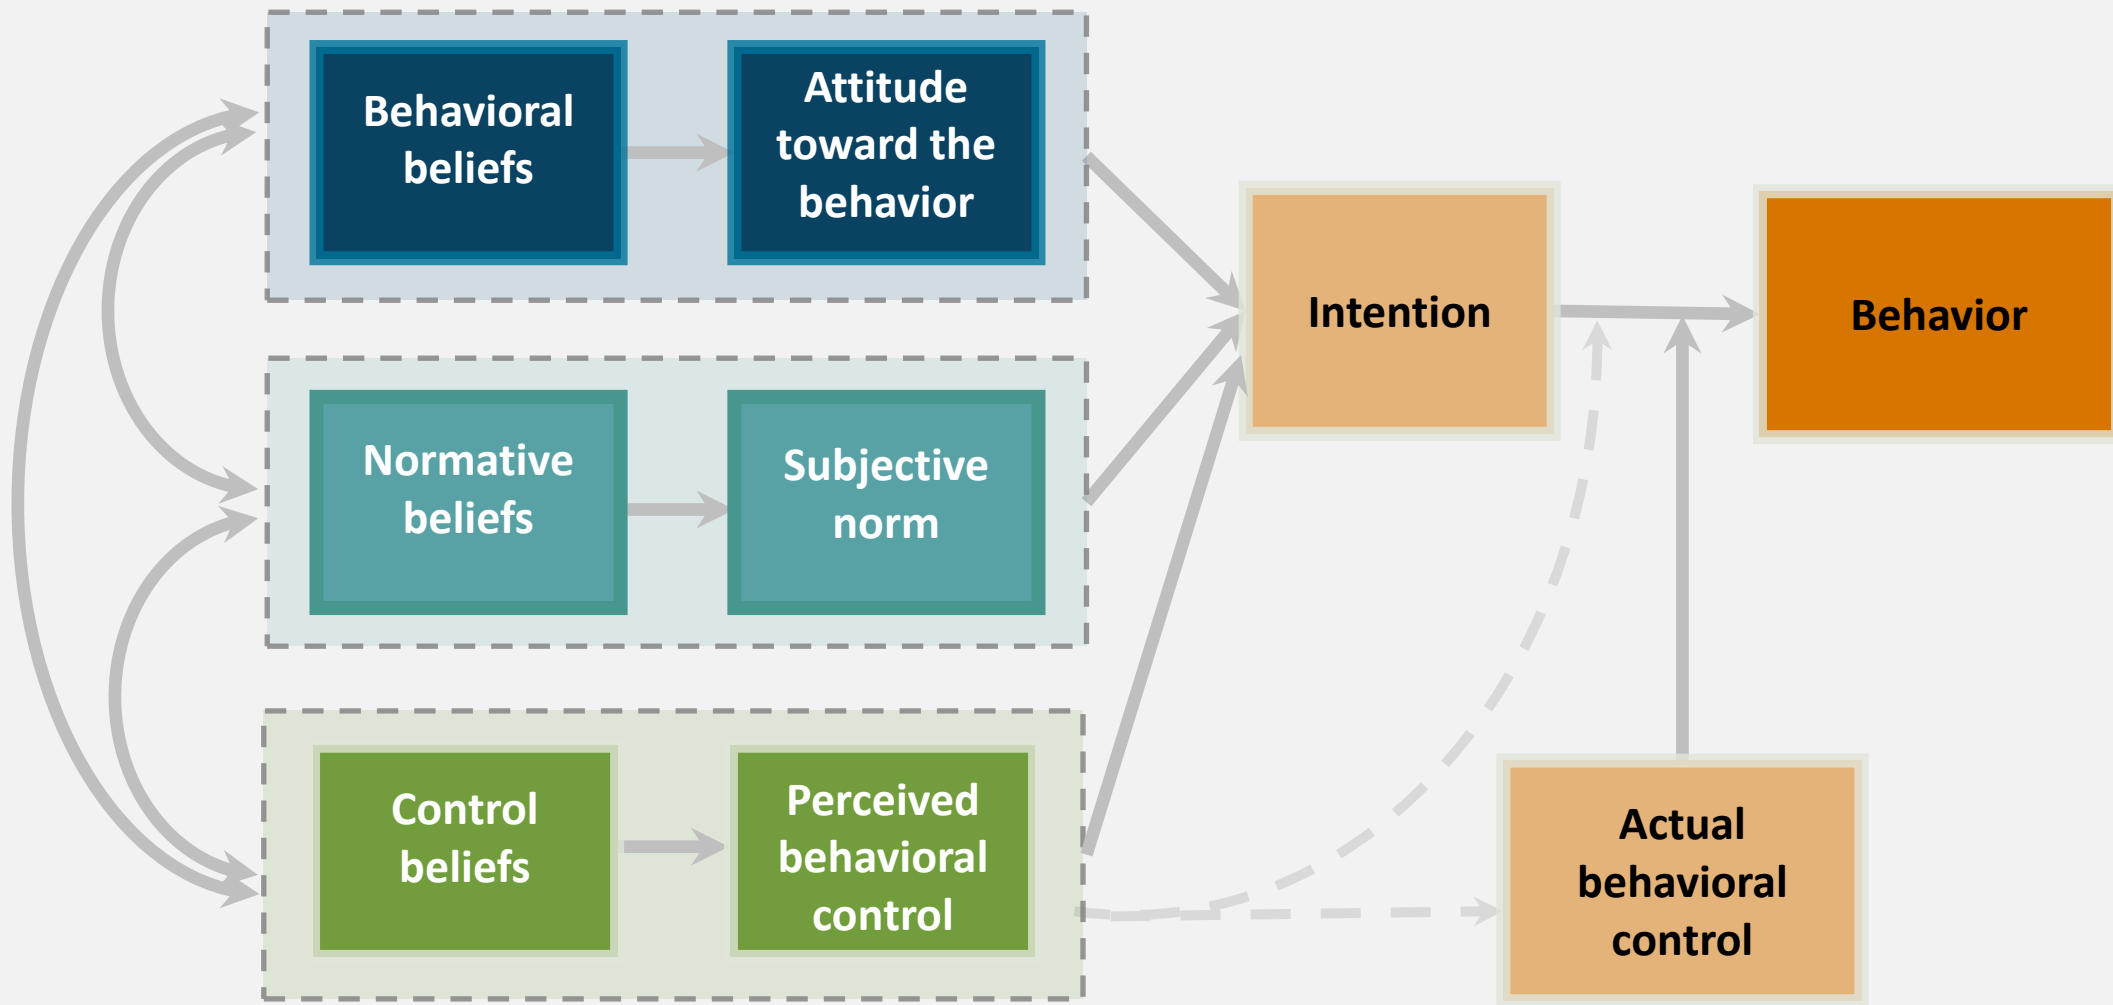 Behavioral
beliefs
Attitude
toward the
behavior
Intention
Behavior
Normative
beliefs
Subjective
norm
Control
beliefs
Perceived
behavioral
control
Actual
behavioral
control